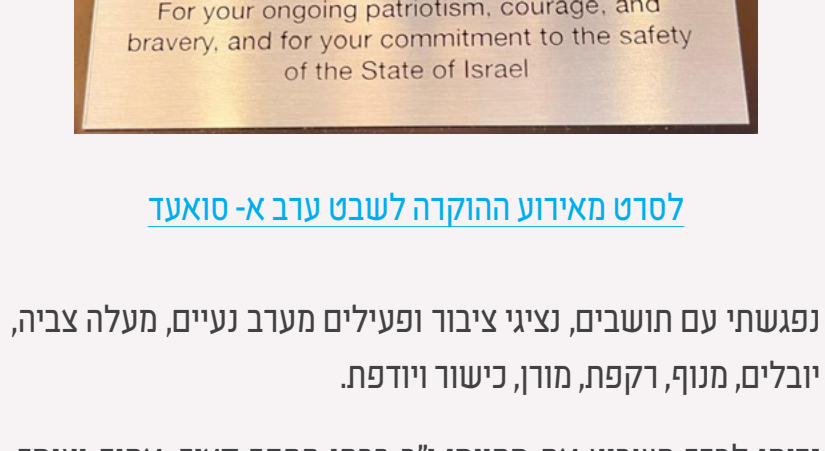 For your ongoing patriotism, courage, and
bravery, and for your commitment to the safety
of the State of Israel
לסרט מאירוע ההוקרה לשבט ערב א- סואעד
נפגשתי עם תושבים, נציגי ציבור ופעילים מערב נעיים, מעלה צביה,
יובלים, מנוף, רקפת, מורן, כישור ויודפת.